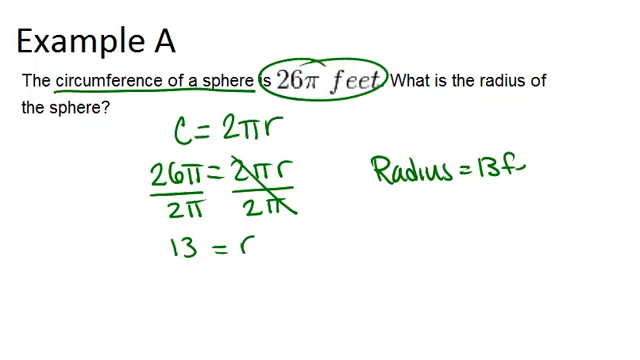 Example A
The circumference of a sphere is 26π feet. What is the radius of
the sphere?
C = 2πr
26π = 2πr
2π 2π
13 = r
Radius = 13f